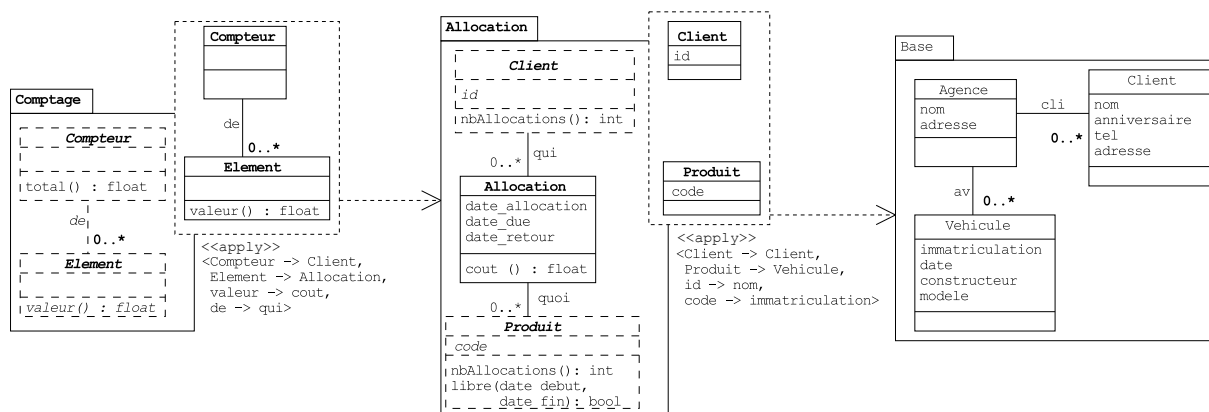 Comptage
Compteur
total() : float
de
0..*
Element
valeur() : float
Compteur
de
0..*
Element
valeur() : float
<<apply>>
<Compteur -> Client,
Element -> Allocation,
valeur -> cout,
de -> qui>
Allocation
Client
id
nbAllocations(): int
qui
0..*
Allocation
date_allocation
date_due
date_retour
cout () : float
quoi
0..*
Produit
code
nbAllocations(): int
libre(date debut,
date fin): bool
Client
id
Produit
code
<<apply>>
<Client -> Client,
Produit -> Vehicule,
id -> nom,
code -> immatriculation>
Base
Agence
nom
adresse
cli
0..*
Client
nom
anniversaire
tel
adresse
av
0..*
Vehicule
immatriculation
date
constructeur
modele